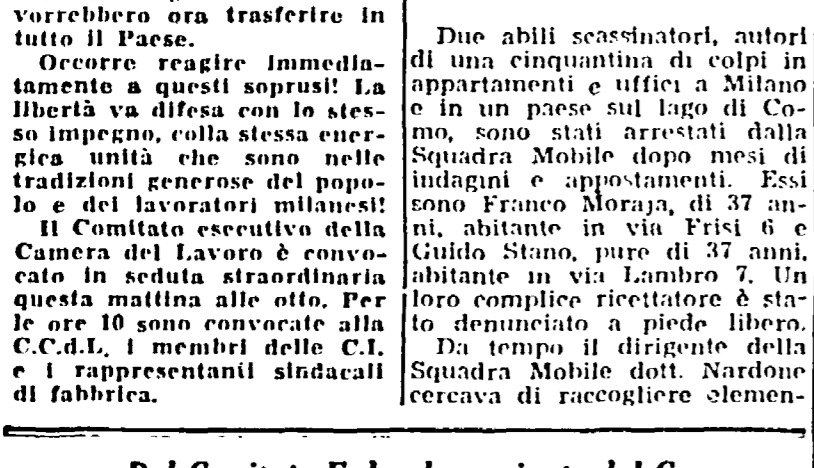 vorrebbero ora trasferire in
tutto il Paese.
Occorre reagire immedia-
tamente a questi soprusi! La
libertà va difesa con lo stes-
so impegno, colla stessa ener-
gica unità che sono nelle
tradizioni generose del popo-
lo e dei lavoratori milanesi!
Il Comitato esecutivo della
Camera del Lavoro è convo-
cato in seduta straordinaria
questa mattina alle otto. Per
le ore 10 sono convocate alla
C.C.d.L. i membri delle C.I.
e i rappresentanti sindacali
di fabbrica.
Due abili scassinatori, autori
di una cinquantina di colpi in
appartamenti e uffici a Milano
e in un paese sul lago di Co-
mo, sono stati arrestati dalla
Squadra Mobile dopo mesi di
indagini e appostamenti. Essi
sono Franco Moraja, di 37 an-
ni, abitante in via Frisi 6 e
Guido Stano, pure di 37 anni,
abitante in via Lambro 7. Un
loro complice ricettatore è sta-
to denunciato a piede libero.
Da tempo il dirigente della
Squadra Mobile dott. Nardone
cercava di raccogliere elemen-